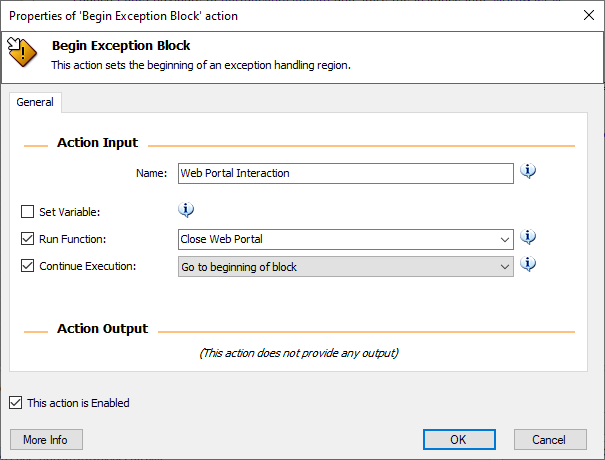 Properties of 'Begin Exception Block' action
Begin Exception Block
This action sets the beginning of an exception handling region.
General
Action Input
Name: Web Portal Interaction
Set Variable:
Run Function: Close Web Portal
Continue Execution: Go to beginning of block
Action Output
(This action does not provide any output)
This action is Enabled
More Info OK Cancel